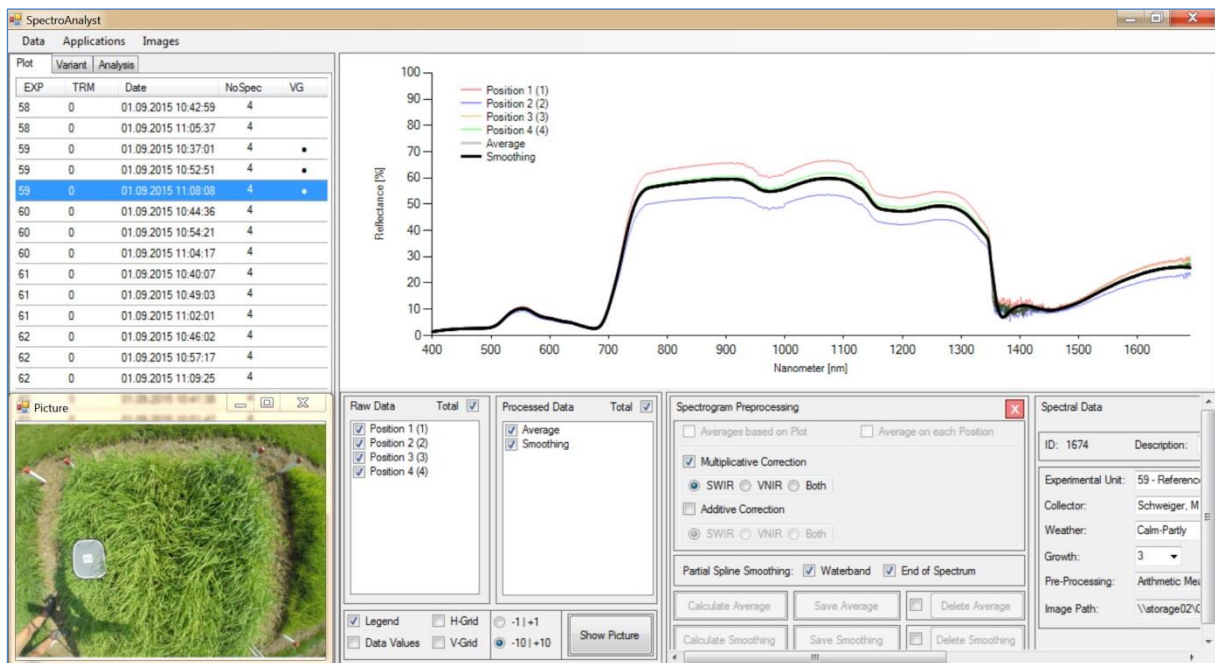 SpectroAnalyst
Data Applications Images
Plot Variant Analysis
EXP TRM Date NoSpec VG
58 0 01.09.2015 10:42:59 4
58 0 01.09.2015 11:05:37 4
59 0 01.09.2015 10:37:01 4 •
59 0 01.09.2015 10:52:51 4 •
59 0 01.09.2015 11:08:08 4 •
60 0 01.09.2015 10:44:36 4
60 0 01.09.2015 10:54:21 4
60 0 01.09.2015 11:04:17 4
61 0 01.09.2015 10:40:07 4
61 0 01.09.2015 10:49:03 4
61 0 01.09.2015 11:02:01 4
62 0 01.09.2015 10:46:02 4
62 0 01.09.2015 10:57:17 4
62 0 01.09.2015 11:09:25 4
100
90
80
70
60
50
40
30
20
10
0
Reflectance [%]
Position 1 (1)
Position 2 (2)
Position 3 (3)
Position 4 (4)
Average
Smoothing
400 500 600 700 800 900 1000 1100 1200 1300 1400 1500 1600
Nanometer [nm]
Picture
Raw Data Total
Position 1 (1)
Position 2 (2)
Position 3 (3)
Position 4 (4)
Processed Data Total
Average
Smoothing
Legend H-Grid -1 | +1
Data Values V-Grid -10 | +10
Show Picture
Spectrogram Preprocessing
Averages based on Plot Average on each Position
Multiplicative Correction
SWIR VNIR Both
Additive Correction
SWIR VNIR Both
Partial Spline Smoothing: Waterband End of Spectrum
Calculate Average Save Average Delete Average
Calculate Smoothing Save Smoothing Delete Smoothing
Spectral Data
ID: 1674 Description:
Experimental Unit: 59 - Reference
Collector: Schweiger, M
Weather: Calm-Partly
Growth: 3
Pre-Processing: Arithmetic Mea
Image Path: \\storage02\